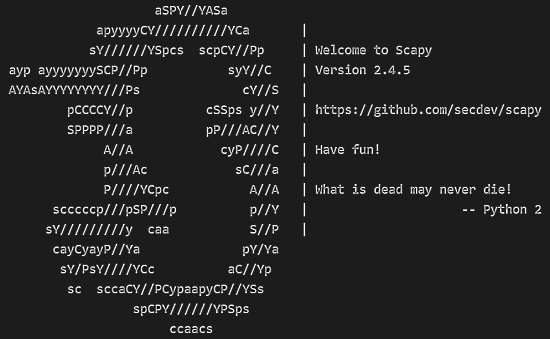 aSPY//YASa
             apyyyyCY//////////YCa       |
            sY//////YSpcs  scpCY//Pp     | Welcome to Scapy
 ayp ayyyyyyySCP//Pp           syY//C    | Version 2.4.5
 AYAsAYYYYYYYY///Ps              cY//S   |
         pCCCCY//p          cSSps y//Y   | https://github.com/secdev/scapy
         SPPPP///a          pP///AC//Y   |
              A//A            cyP////C   | Have fun!
              p///Ac            sC///a   |
              P////YCpc           A//A   | What is dead may never die!
       scccccp///pSP///p          p//Y   |                     -- Python 2
      sY/////////y  caa           S//P   |
       cayCyayP//Ya              pY/Ya
        sY/PsY////YCc          aC//Yp
         sc  sccaCY//PCypaapyCP//YSs
                  spCPY//////YPSps
                       ccaacs